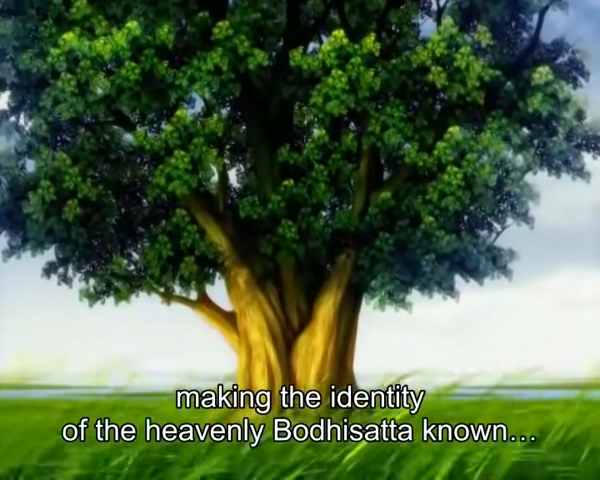 making the identity
of the heavenly Bodhisatta known…